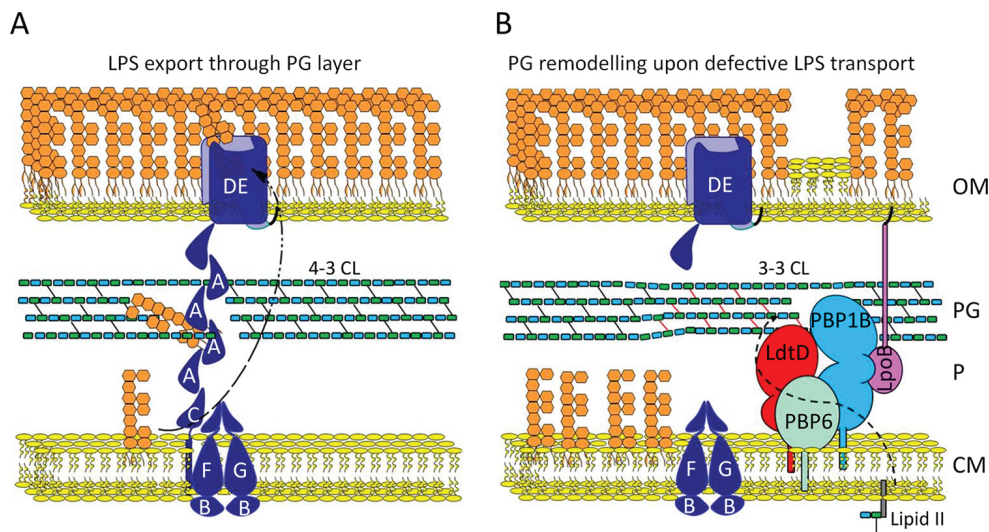 A
LPS export through PG layer
DE
4-3 CL
A
A
A
A
C
F G
B B
B
PG remodelling upon defective LPS transport
DE
OM
3-3 CL
PBP1B
PG
LdtD
LpoB
P
PBP6
F G
CM
B B
Lipid II